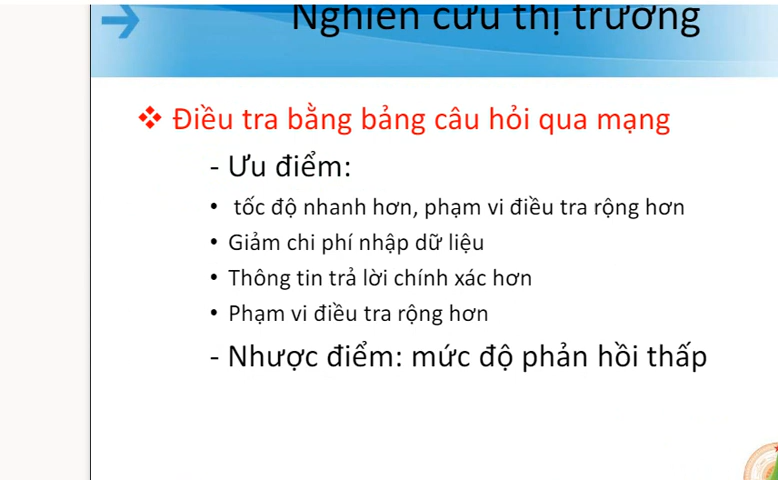 Nghiên cứu thị trường
Điều tra bằng bảng câu hỏi qua mạng
- Ưu điểm:
• tốc độ nhanh hơn, phạm vi điều tra rộng hơn
• Giảm chi phí nhập dữ liệu
• Thông tin trả lời chính xác hơn
• Phạm vi điều tra rộng hơn
- Nhược điểm: mức độ phản hồi thấp